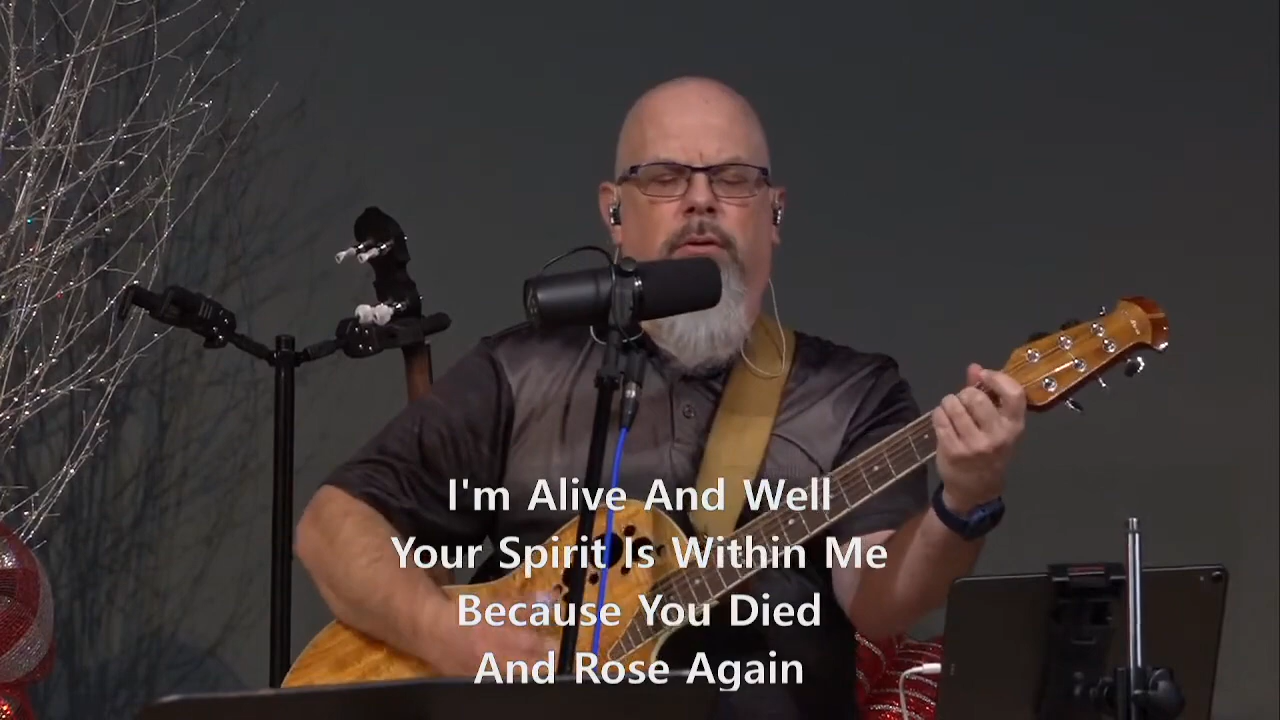 I'm Alive And Well
Your Spirit Is Within Me
Because You Died
And Rose Again